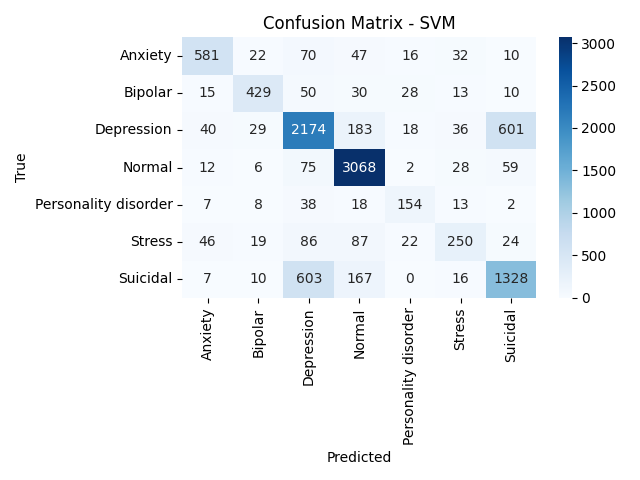 Confusion Matrix - SVM
True
Anxiety 581 22 70 47 16 32 10
Bipolar 15 429 50 30 28 13 10
Depression 40 29 2174 183 18 36 601
Normal 12 6 75 3068 2 28 59
Personality disorder 7 8 38 18 154 13 2
Stress 46 19 86 87 22 250 24
Suicidal 7 10 603 167 0 16 1328
Anxiety Bipolar Depression Normal Personality disorder Stress Suicidal
Predicted
3000
2500
2000
1500
1000
500
0